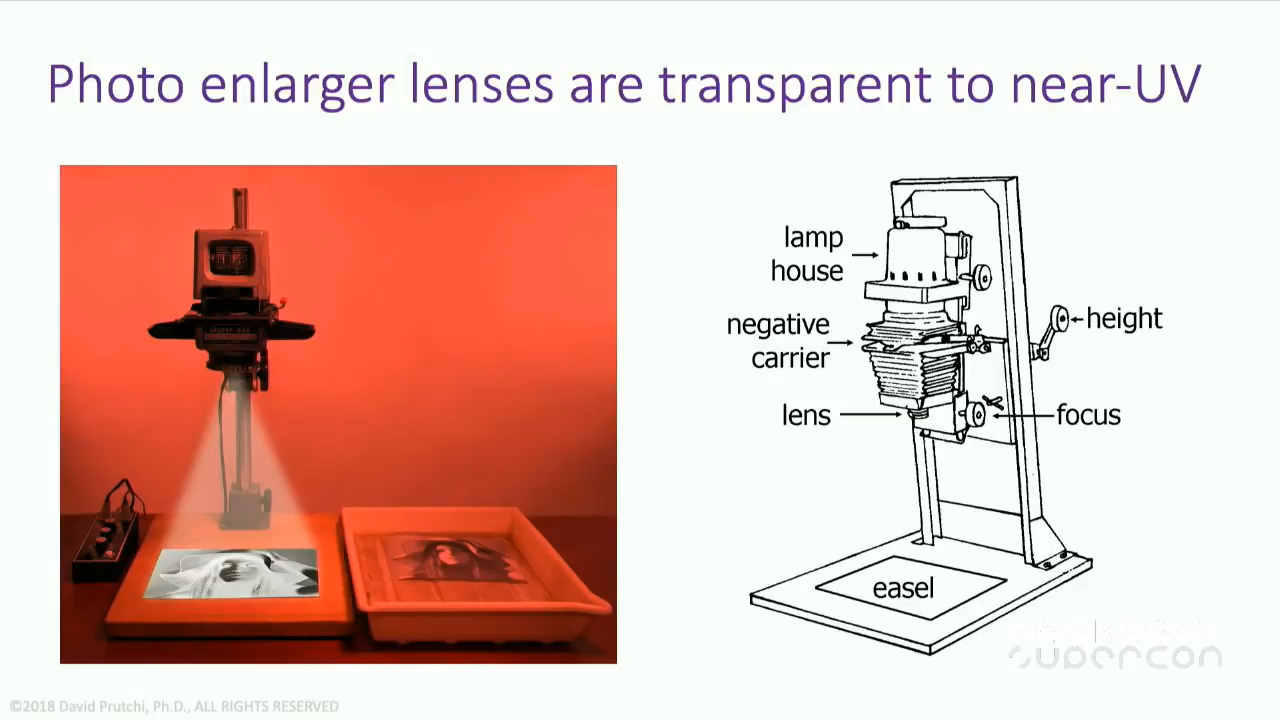 Photo enlarger lenses are transparent to near-UV
lamp
house
negative
carrier
lens
height
focus
easel
supercon
©2018 David Prutchi, Ph.D., ALL RIGHTS RESERVED